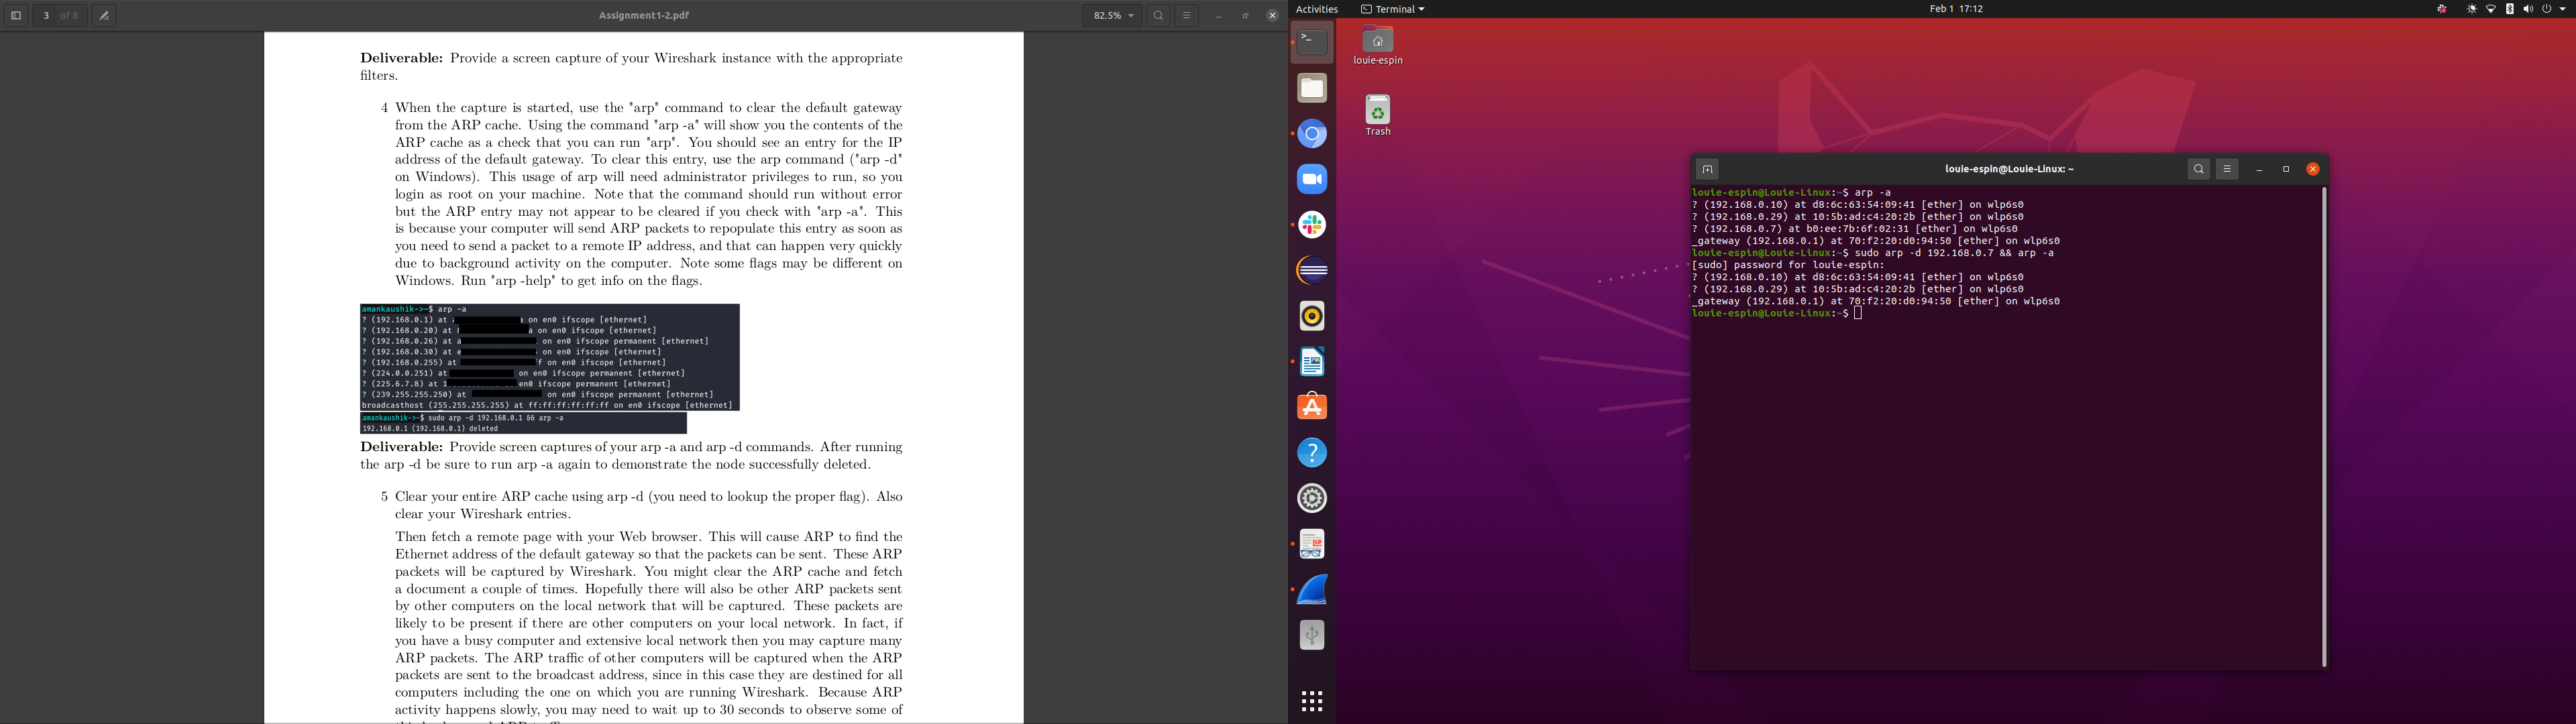 3 of 8
Assignment1-2.pdf
82.5%
Deliverable: Provide a screen capture of your Wireshark instance with the appropriate
filters.
4 When the capture is started, use the "arp" command to clear the default gateway
from the ARP cache. Using the command "arp -a" will show you the contents of the
ARP cache as a check that you can run "arp". You should see an entry for the IP
address of the default gateway. To clear this entry, use the arp command ("arp -d"
on Windows). This usage of arp will need administrator privileges to run, so you
login as root on your machine. Note that the command should run without error
but the ARP entry may not appear to be cleared if you check with "arp -a". This
is because your computer will send ARP packets to repopulate this entry as soon as
you need to send a packet to a remote IP address, and that can happen very quickly
due to background activity on the computer. Note some flags may be different on
Windows. Run "arp -help" to get info on the flags.
amankaushik->~$ arp -a
? (192.168.0.1) at on en0 ifscope [ethernet]
? (192.168.0.20) at a on en0 ifscope [ethernet]
? (192.168.0.26) at a on en0 ifscope permanent [ethernet]
? (192.168.0.30) at e on en0 ifscope [ethernet]
? (192.168.0.255) at f on en0 ifscope [ethernet]
? (224.0.0.251) at on en0 ifscope permanent [ethernet]
? (225.6.7.8) at 1 en0 ifscope permanent [ethernet]
? (239.255.255.250) at on en0 ifscope permanent [ethernet]
broadcasthost (255.255.255.255) at ff:ff:ff:ff:ff:ff on en0 ifscope [ethernet]
amankaushik->~$ sudo arp -d 192.168.0.1 && arp -a
192.168.0.1 (192.168.0.1) deleted
Deliverable: Provide screen captures of your arp -a and arp -d commands. After running
the arp -d be sure to run arp -a again to demonstrate the node successfully deleted.
5 Clear your entire ARP cache using arp -d (you need to lookup the proper flag). Also
clear your Wireshark entries.
Then fetch a remote page with your Web browser. This will cause ARP to find the
Ethernet address of the default gateway so that the packets can be sent. These ARP
packets will be captured by Wireshark. You might clear the ARP cache and fetch
a document a couple of times. Hopefully there will also be other ARP packets sent
by other computers on the local network that will be captured. These packets are
likely to be present if there are other computers on your local network. In fact, if
you have a busy computer and extensive local network then you may capture many
ARP packets. The ARP traffic of other computers will be captured when the ARP
packets are sent to the broadcast address, since in this case they are destined for all
computers including the one on which you are running Wireshark. Because ARP
activity happens slowly, you may need to wait up to 30 seconds to observe some of
Activities
Terminal
Feb 1 17:12
louie-espin
Trash
louie-espin@Louie-Linux: ~
louie-espin@Louie-Linux:~$ arp -a
? (192.168.0.10) at d8:6c:63:54:09:41 [ether] on wlp6s0
? (192.168.0.29) at 10:5b:ad:c4:20:2b [ether] on wlp6s0
? (192.168.0.7) at b0:ee:7b:6f:02:31 [ether] on wlp6s0
_gateway (192.168.0.1) at 70:f2:20:d0:94:50 [ether] on wlp6s0
louie-espin@Louie-Linux:~$ sudo arp -d 192.168.0.7 && arp -a
[sudo] password for louie-espin:
? (192.168.0.10) at d8:6c:63:54:09:41 [ether] on wlp6s0
? (192.168.0.29) at 10:5b:ad:c4:20:2b [ether] on wlp6s0
_gateway (192.168.0.1) at 70:f2:20:d0:94:50 [ether] on wlp6s0
louie-espin@Louie-Linux:~$